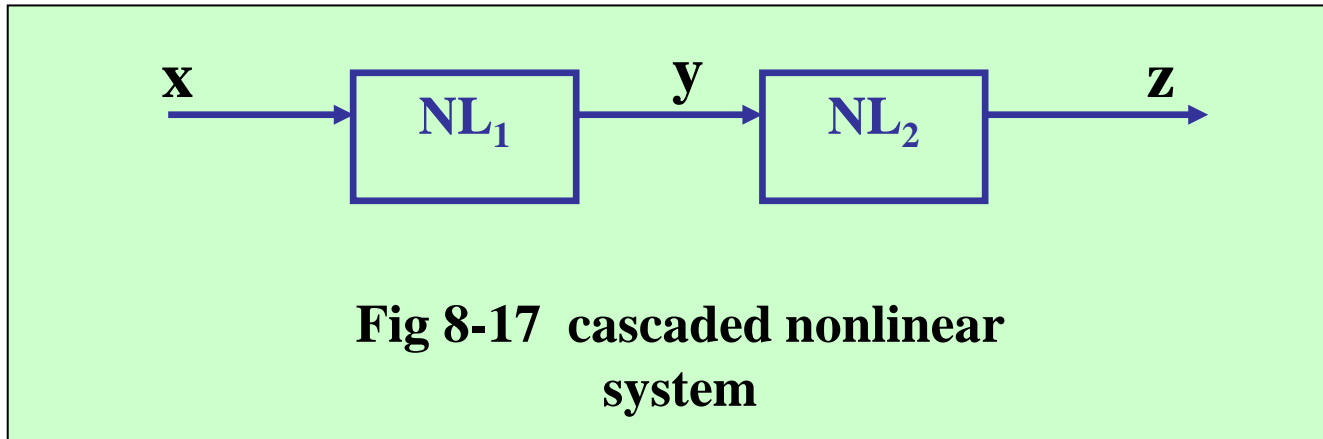 x y z
NL₁ NL₂
Fig 8-17 cascaded nonlinear
system